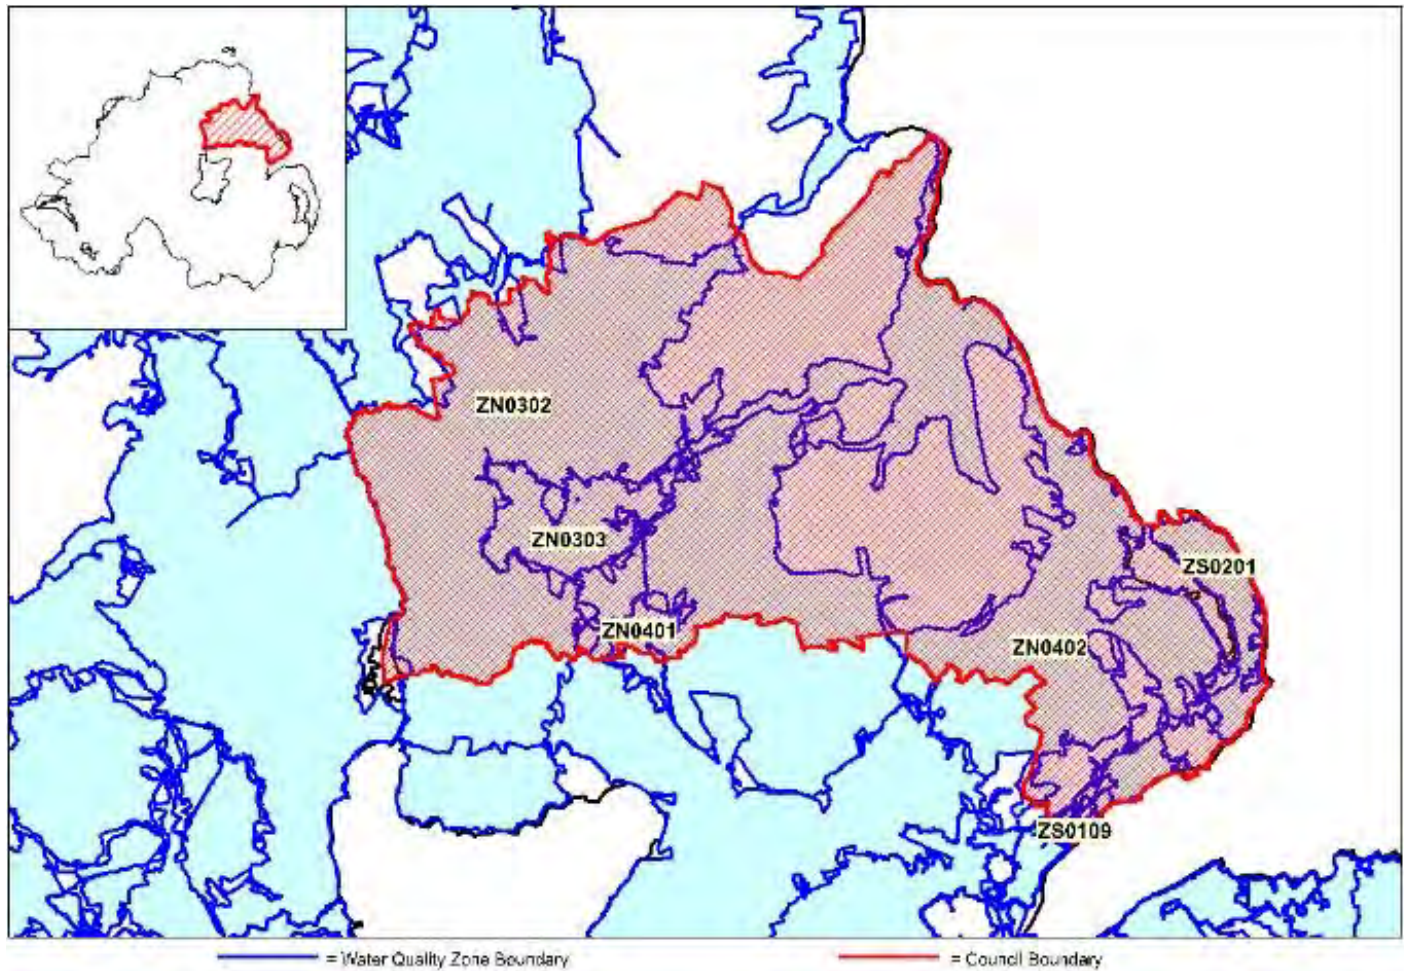 ZN0302
ZN0303
ZS0201
ZN0401
ZN0402
ZS0109
= Water Quality Zone Boundary
= Council Boundary